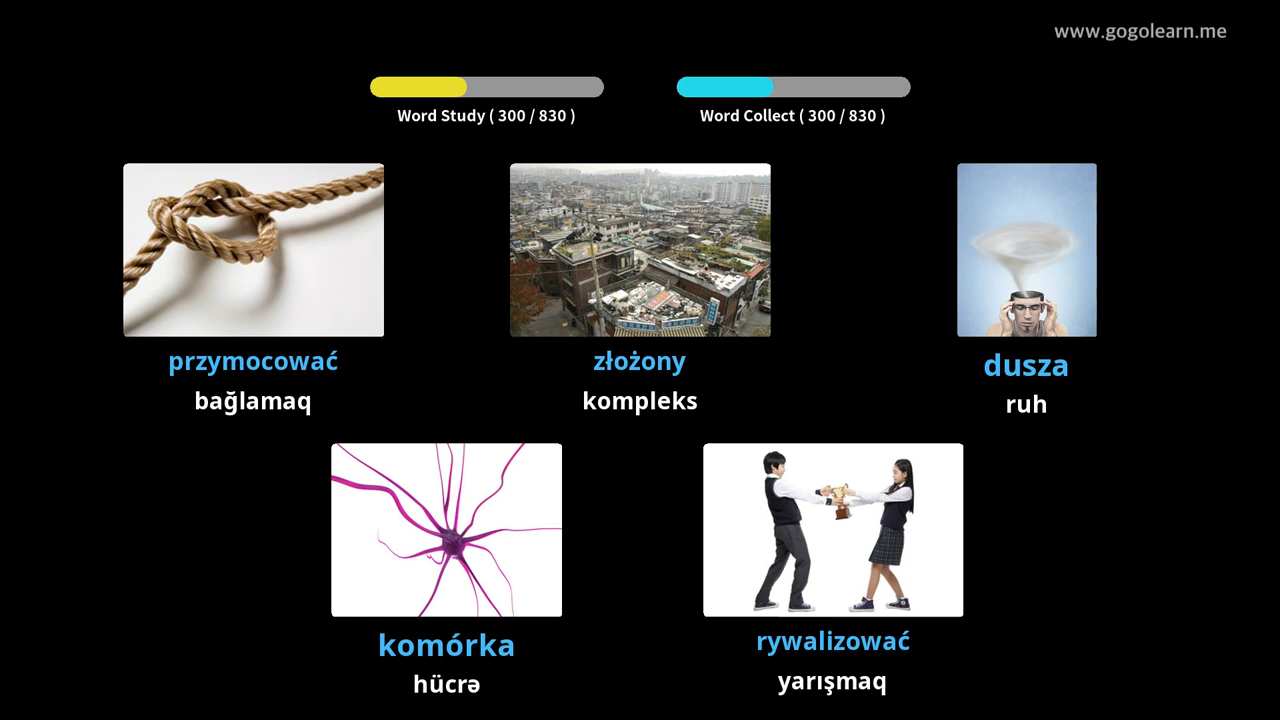 www.gogolearn.me
Word Study ( 300 / 830 )
Word Collect ( 300 / 830 )
przymocować
bağlamaq
złożony
kompleks
dusza
ruh
komórka
hücrə
rywalizować
yarışmaq